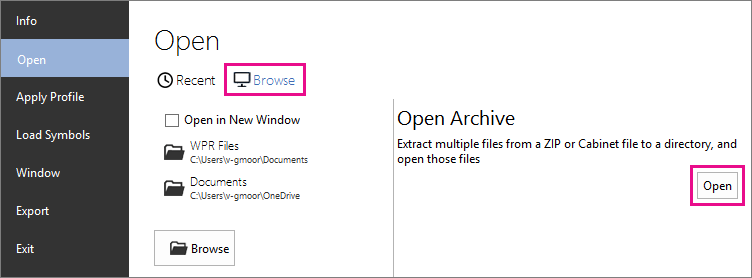 Info
Open
Apply Profile
Load Symbols
Window
Export
Exit
Open
Recent
Browse
Open in New Window
WPR Files
C:\Users\v-gmoor\Documents
Documents
C:\Users\v-gmoor\OneDrive
Browse
Open Archive
Extract multiple files from a ZIP or Cabinet file to a directory, and
open those files
Open